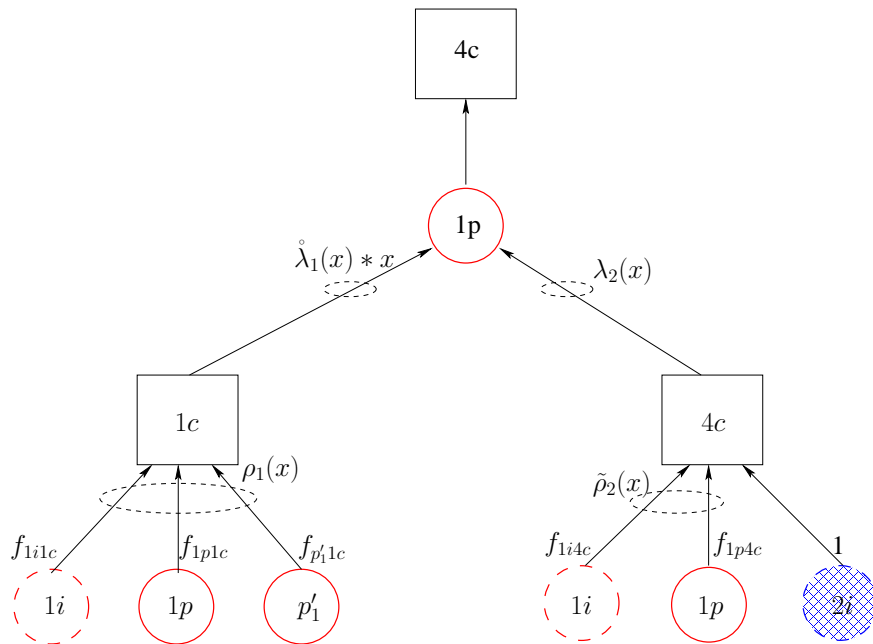 4c
1p
λ̊₁(x) * x
λ₂(x)
1c
4c
ρ₁(x)
ρ̃₂(x)
f₁ᵢ₁c
f₁ₚ₁c
f_{p′₁1c}
f₁ᵢ₄c
f₁ₚ₄c
1
1i
1p
p′₁
1i
1p
2i